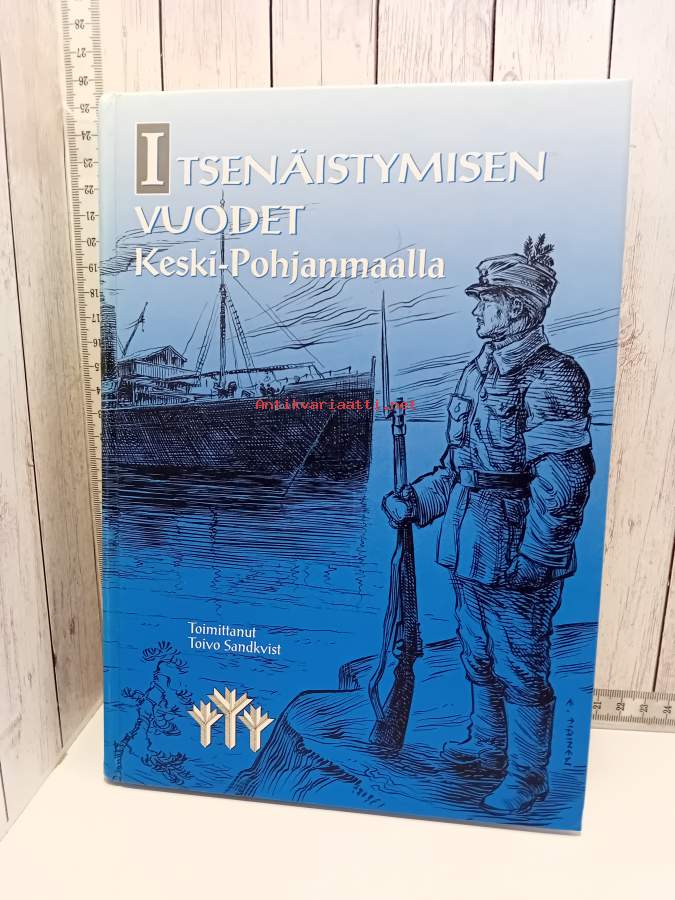 ITSENÄISTYMISEN
VUODET
Keski-Pohjanmaalla
Antikvariaatti.net
Toimittanut
Toivo Sandkvist